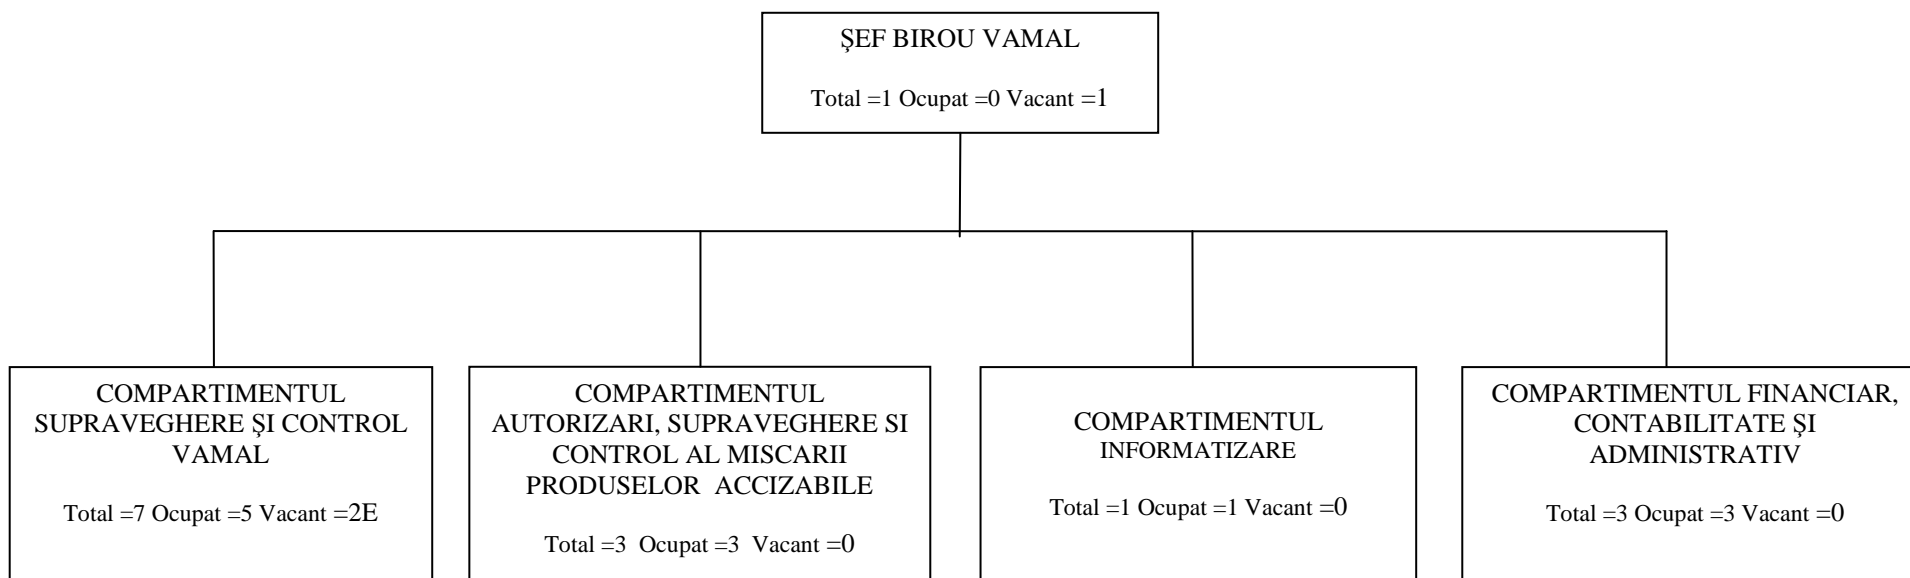 ŞEF BIROU VAMAL
Total =1 Ocupat =0 Vacant =1
COMPARTIMENTUL
SUPRAVEGHERE ŞI CONTROL
VAMAL
Total =7 Ocupat =5 Vacant =2E
COMPARTIMENTUL
AUTORIZARI, SUPRAVEGHERE SI
CONTROL AL MISCARII
PRODUSELOR ACCIZABILE
Total =3 Ocupat =3 Vacant =0
COMPARTIMENTUL
INFORMATIZARE
Total =1 Ocupat =1 Vacant =0
COMPARTIMENTUL FINANCIAR,
CONTABILITATE ŞI
ADMINISTRATIV
Total =3 Ocupat =3 Vacant =0